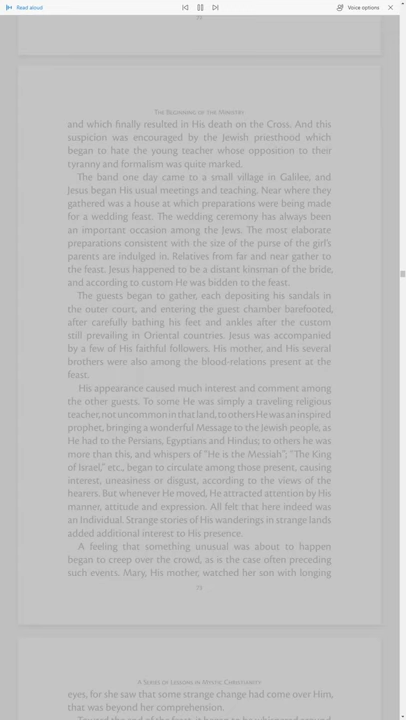 Read aloud
Voice options
71
THE BEGINNING OF THE MINISTRY
and which finally resulted in His death on the Cross. And this
suspicion was encouraged by the Jewish priesthood which
began to hate the young teacher whose opposition to their
tyranny and formalism was quite marked.
The band one day came to a small village in Galilee, and
Jesus began His usual meetings and teaching. Near where they
gathered was a house at which preparations were being made
for a wedding feast. The wedding ceremony has always been
an important occasion among the Jews. The most elaborate
preparations consistent with the size of the purse of the girl's
parents are indulged in. Relatives from far and near gather to
the feast. Jesus happened to be a distant kinsman of the bride,
and according to custom He was bidden to the feast.
The guests began to gather, each depositing his sandals in
the outer court, and entering the guest chamber barefooted,
after carefully bathing his feet and ankles after the custom
still prevailing in Oriental countries. Jesus was accompanied
by a few of His faithful followers. His mother, and His several
brothers were also among the blood-relations present at the
feast.
His appearance caused much interest and comment among
the other guests. To some He was simply a traveling religious
teacher, not uncommon in that land, to others He was an inspired
prophet, bringing a wonderful Message to the Jewish people, as
He had to the Persians, Egyptians and Hindus; to others he was
more than this, and whispers of "He is the Messiah"; "The King
of Israel," etc., began to circulate among those present, causing
interest, uneasiness or disgust, according to the views of the
hearers. But whenever He moved, He attracted attention by His
manner, attitude and expression. All felt that here indeed was
an Individual. Strange stories of His wanderings in strange lands
added additional interest to His presence.
A feeling that something unusual was about to happen
began to creep over the crowd, as is the case often preceding
such events. Mary, His mother, watched her son with longing
A SERIES OF LESSONS IN MYSTIC CHRISTIANITY
eyes, for she saw that some strange change had come over Him,
that was beyond her comprehension.
Toward the end of the feast, it began to be whispered around